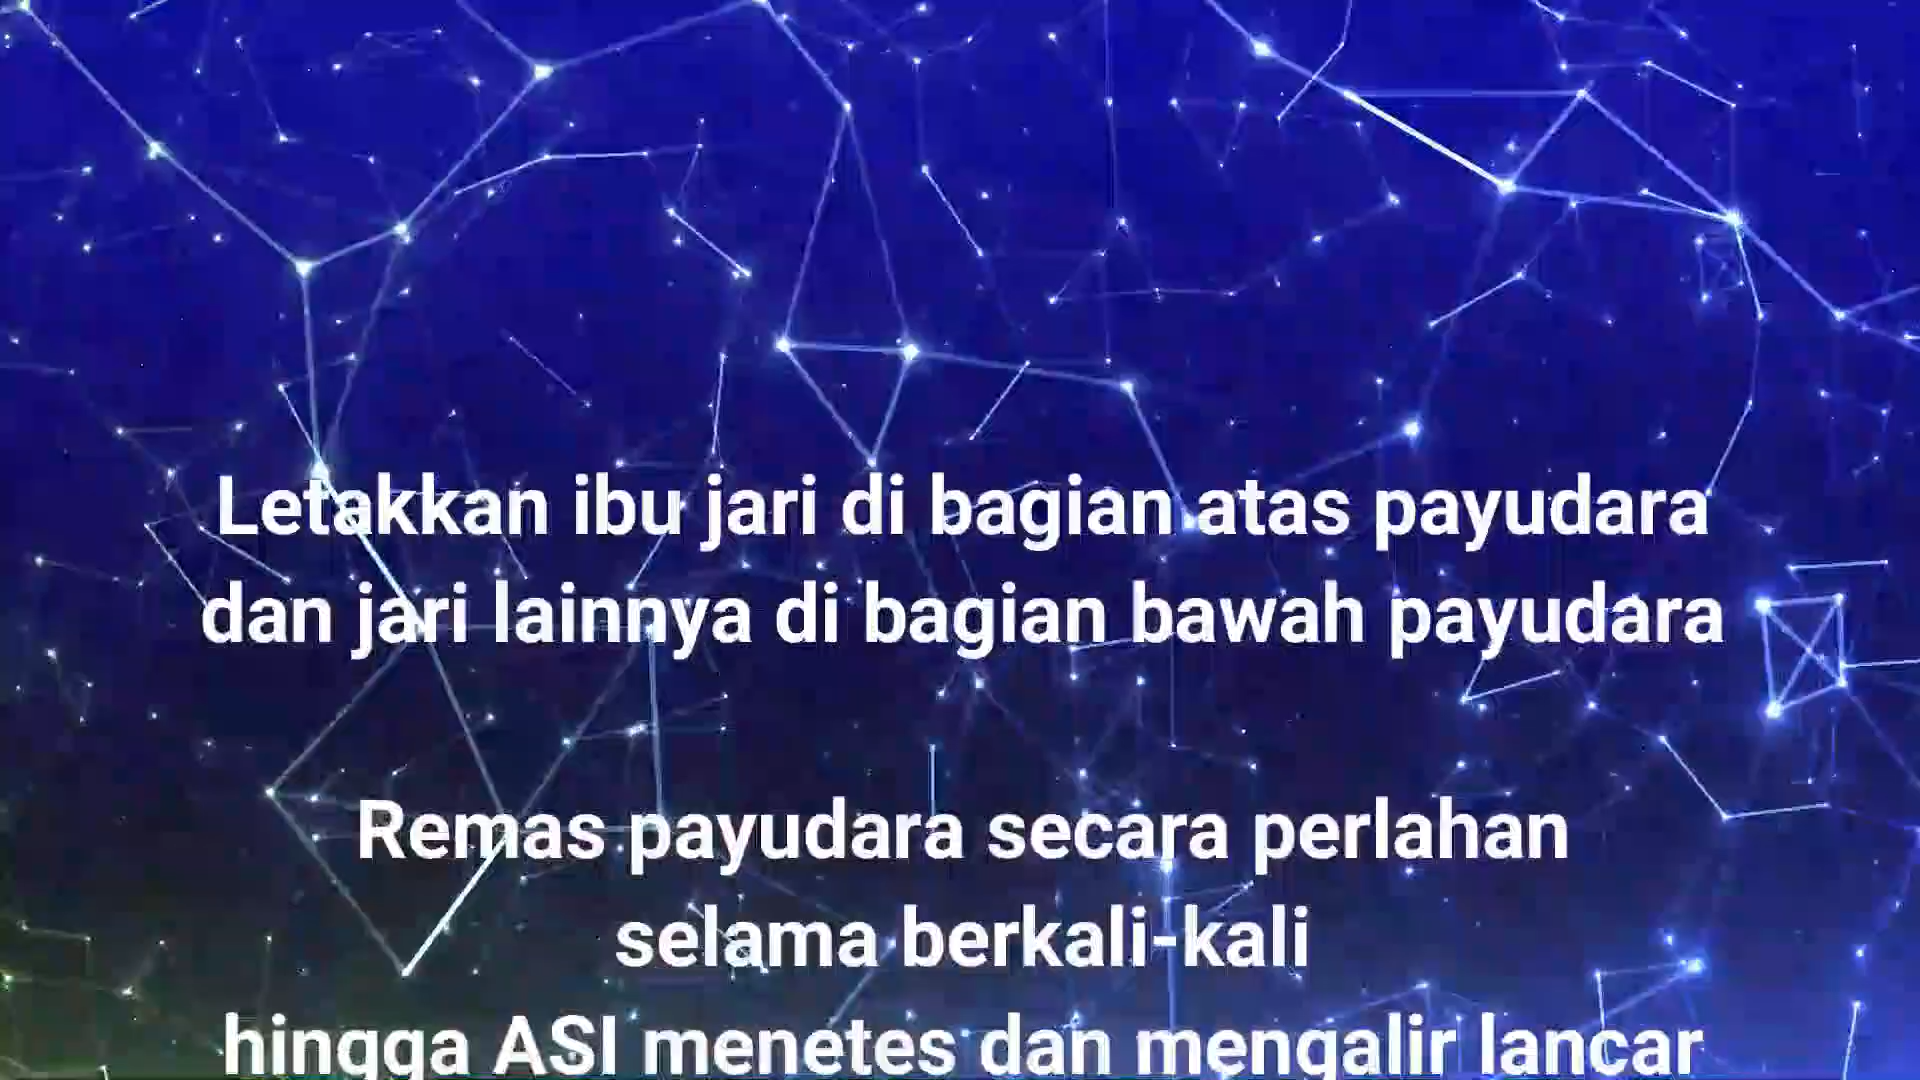 Letakkan ibu jari di bagian atas payudara
dan jari lainnya di bagian bawah payudara
Remas payudara secara perlahan
selama berkali-kali
hingga ASI menetes dan mengalir lancar